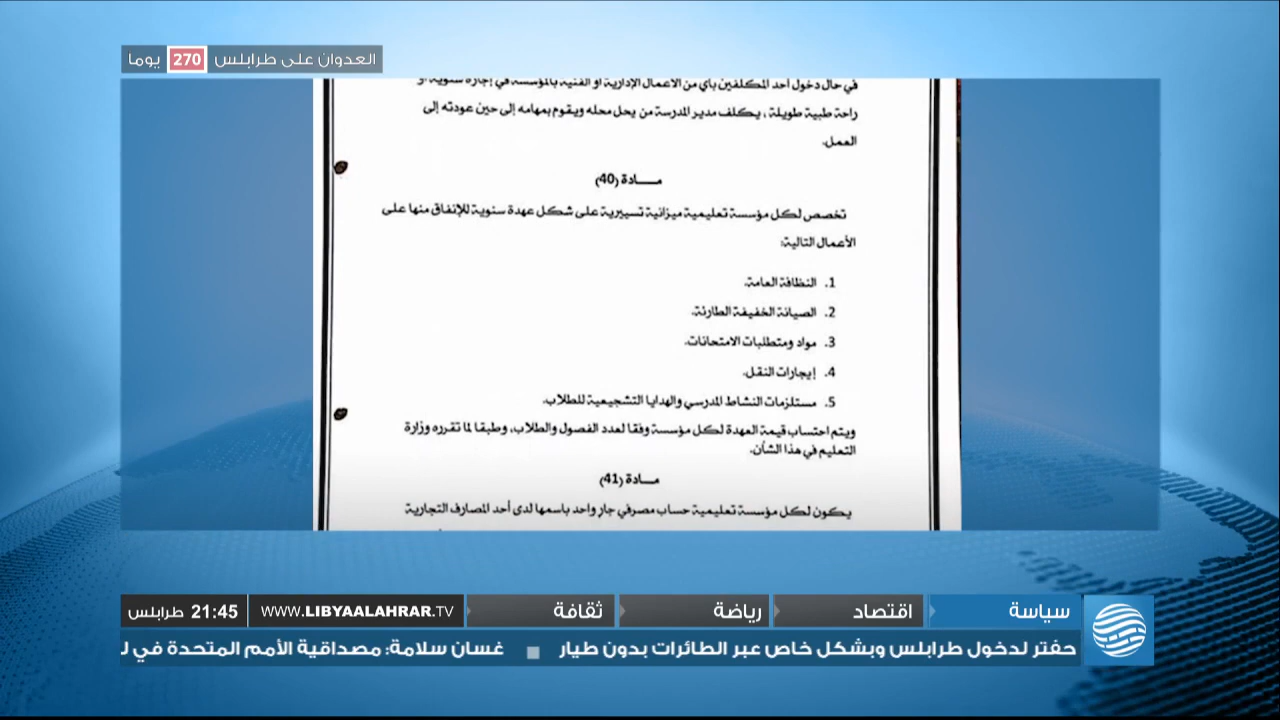 العدوان على طرابلس 270 يوما
في حال دخول أحد المكلفين بأي من الأعمال الإدارية أو الفنية بالمؤسسة في إجازة سنوية أو
راحة طبية طويلة ، يكلف مدير المدرسة من يحل محله ويقوم بمهامه إلى حين عودته إلى
العمل.
مـــــادة (40)
تخصص لكل مؤسسة تعليمية ميزانية تسييرية على شكل عهدة سنوية للإنفاق منها على
الأعمال التالية:
1. النظافة العامة.
2. الصيانة الخفيفة الطارئة.
3. مواد ومتطلبات الامتحانات.
4. إيجارات النقل.
5. مستلزمات النشاط المدرسي والهدايا التشجيعية للطلاب.
ويتم احتساب قيمة العهدة لكل مؤسسة وفقا لعدد الفصول والطلاب، وطبقا لما تقرره وزارة
التعليم في هذا الشأن.
مـــــادة (41)
يكون لكل مؤسسة تعليمية حساب مصرفي جارٍ واحد باسمها لدى أحد المصارف التجارية
سياسة اقتصاد رياضة ثقافة WWW.LIBYAALAHRAR.TV 21:45 طرابلس
حفتر لدخول طرابلس وبشكل خاص عبر الطائرات بدون طيار ■ غسان سلامة: مصداقية الأمم المتحدة في